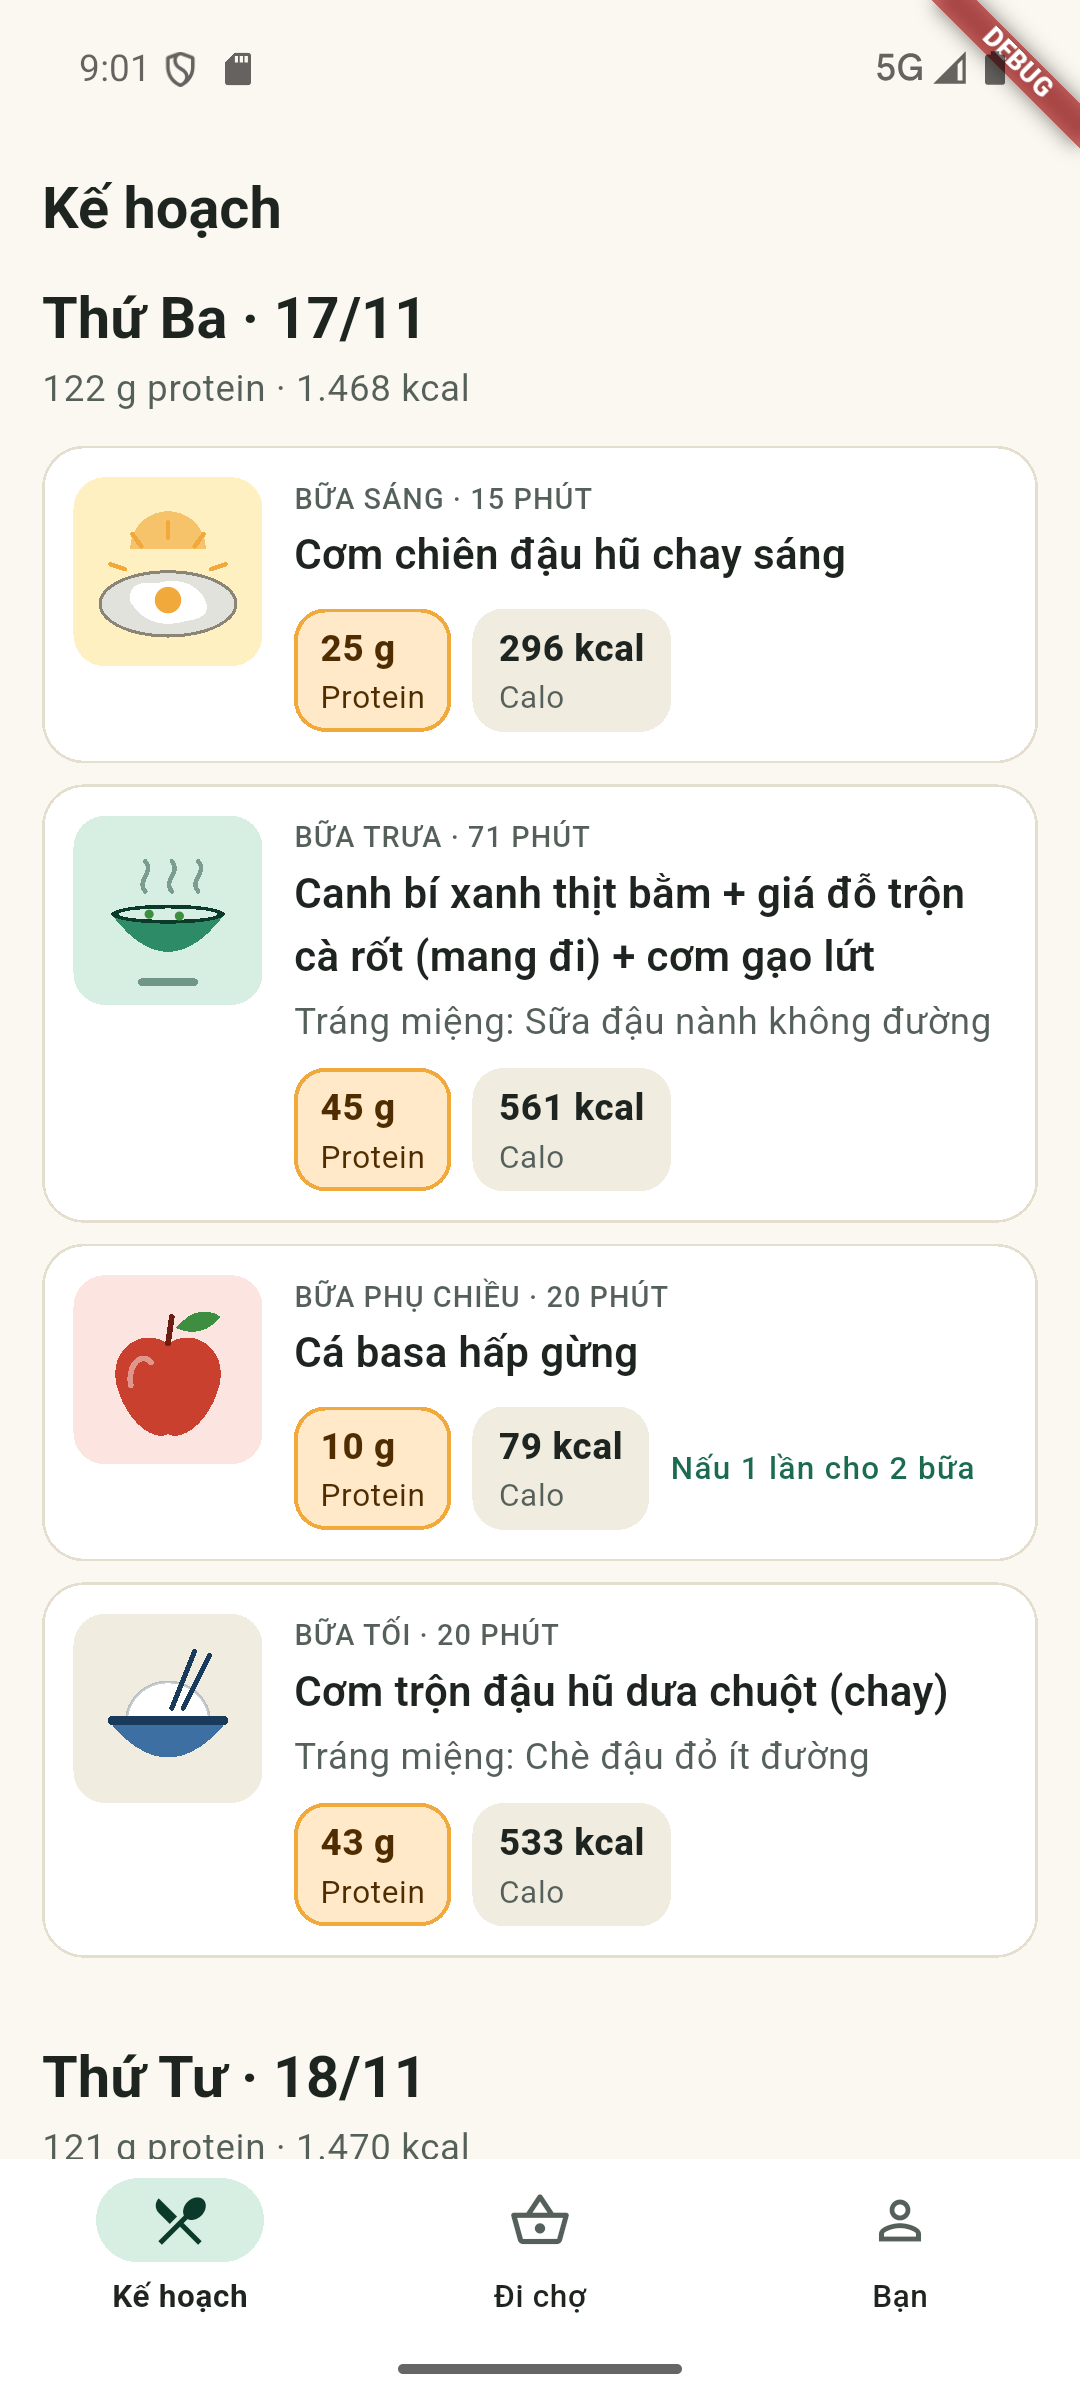 9:01
5G
DEBUG
Kế hoạch
Thứ Ba · 17/11
122 g protein · 1.468 kcal
BỮA SÁNG · 15 PHÚT
Cơm chiên đậu hũ chay sáng
25 g
Protein
296 kcal
Calo
BỮA TRƯA · 71 PHÚT
Canh bí xanh thịt bằm + giá đỗ trộn
cà rốt (mang đi) + cơm gạo lứt
Tráng miệng: Sữa đậu nành không đường
45 g
Protein
561 kcal
Calo
BỮA PHỤ CHIỀU · 20 PHÚT
Cá basa hấp gừng
10 g
Protein
79 kcal
Calo
Nấu 1 lần cho 2 bữa
BỮA TỐI · 20 PHÚT
Cơm trộn đậu hũ dưa chuột (chay)
Tráng miệng: Chè đậu đỏ ít đường
43 g
Protein
533 kcal
Calo
Thứ Tư · 18/11
121 g protein · 1.470 kcal
Kế hoạch
Đi chợ
Bạn